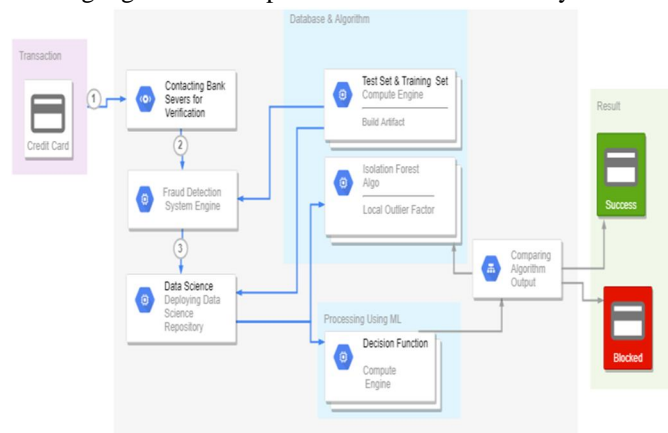 Database & Algorithm
Transaction
Credit Card
1
Contacting Bank
Severs for
Verification
2
Fraud Detection
System Engine
3
Data Science
Deploying Data
Science
Repository
Test Set & Training Set
Compute Engine
Build Artifact
Isolation Forest
Algo
Local Outlier Factor
Processing Using ML
Decision Function
Compute
Engine
Comparing
Algorithm
Output
Result
Success
Blocked